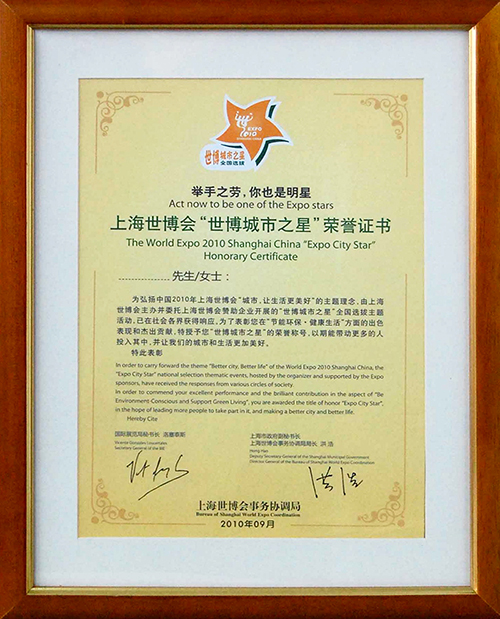 EXPO
2010
世博城市之星
全国选拔
举手之劳，你也是明星
Act now to be one of the Expo stars
上海世博会“世博城市之星”荣誉证书
The World Expo 2010 Shanghai China "Expo City Star"
Honorary Certificate
先生/女士：
为弘扬中国2010年上海世博会“城市，让生活更美好”的主题理念，由上海
世博会主办并委托上海世博会赞助企业开展的“世博城市之星”全国选拔主题
活动，已在社会各界获得响应，为了表彰您在“节能环保·健康生活”方面的出色
表现和杰出贡献，特授予您“世博城市之星”的荣誉称号，以期能带动更多的人
投入其中，并让我们的城市和生活更加美好。
特此表彰
In order to carry forward the theme "Better city, Better life" of the World Expo 2010 Shanghai China, the
"Expo City Star" national selection thematic events, hosted by the organizer and supported by the Expo
sponsors, have received the responses from various circles of society.
In order to commend your excellent performance and the brilliant contribution in the aspect of "Be
Environment Conscious and Support Green Living", you are awarded the title of honor "Expo City Star",
in the hope of leading more people to take part in it, and making a better city and better life.
Hereby Cite
国际展览局秘书长 洛塞泰斯
Vicente Gonzales Loscertales
Secretary General of the BIE
上海市政府副秘书长
上海世博会事务协调局局长 洪浩
Hong Hao
Deputy Secretary General of the Shanghai Municipal Government
Director General of the Bureau of Shanghai World Expo Coordination
洪浩
上海世博会事务协调局
Bureau of Shanghai World Expo Coordination
2010年09月